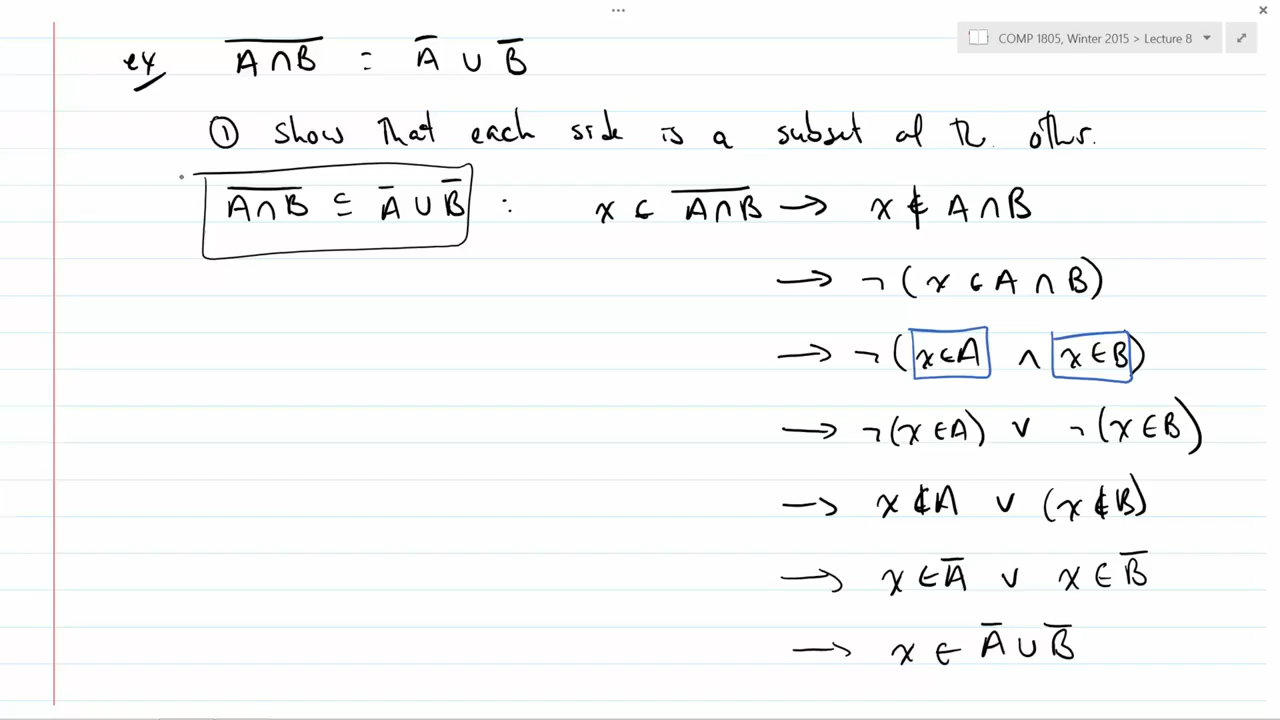 COMP 1805, Winter 2015 > Lecture 8
ex A̅ ̅∩̅ ̅B̅ = A̅ ∪ B̅
① Show that each side is a subset of the other.
A̅ ̅∩̅ ̅B̅ ⊆ A̅ ∪ B̅ : x ∈ A̅ ̅∩̅ ̅B̅ → x ∉ A ∩ B
→ ¬(x ∈ A ∩ B)
→ ¬(x ∈ A ∧ x ∈ B)
→ ¬(x ∈ A) ∨ ¬(x ∈ B)
→ x ∉ A ∨ (x ∉ B)
→ x ∈ A̅ ∨ x ∈ B̅
→ x ∈ A̅ ∪ B̅